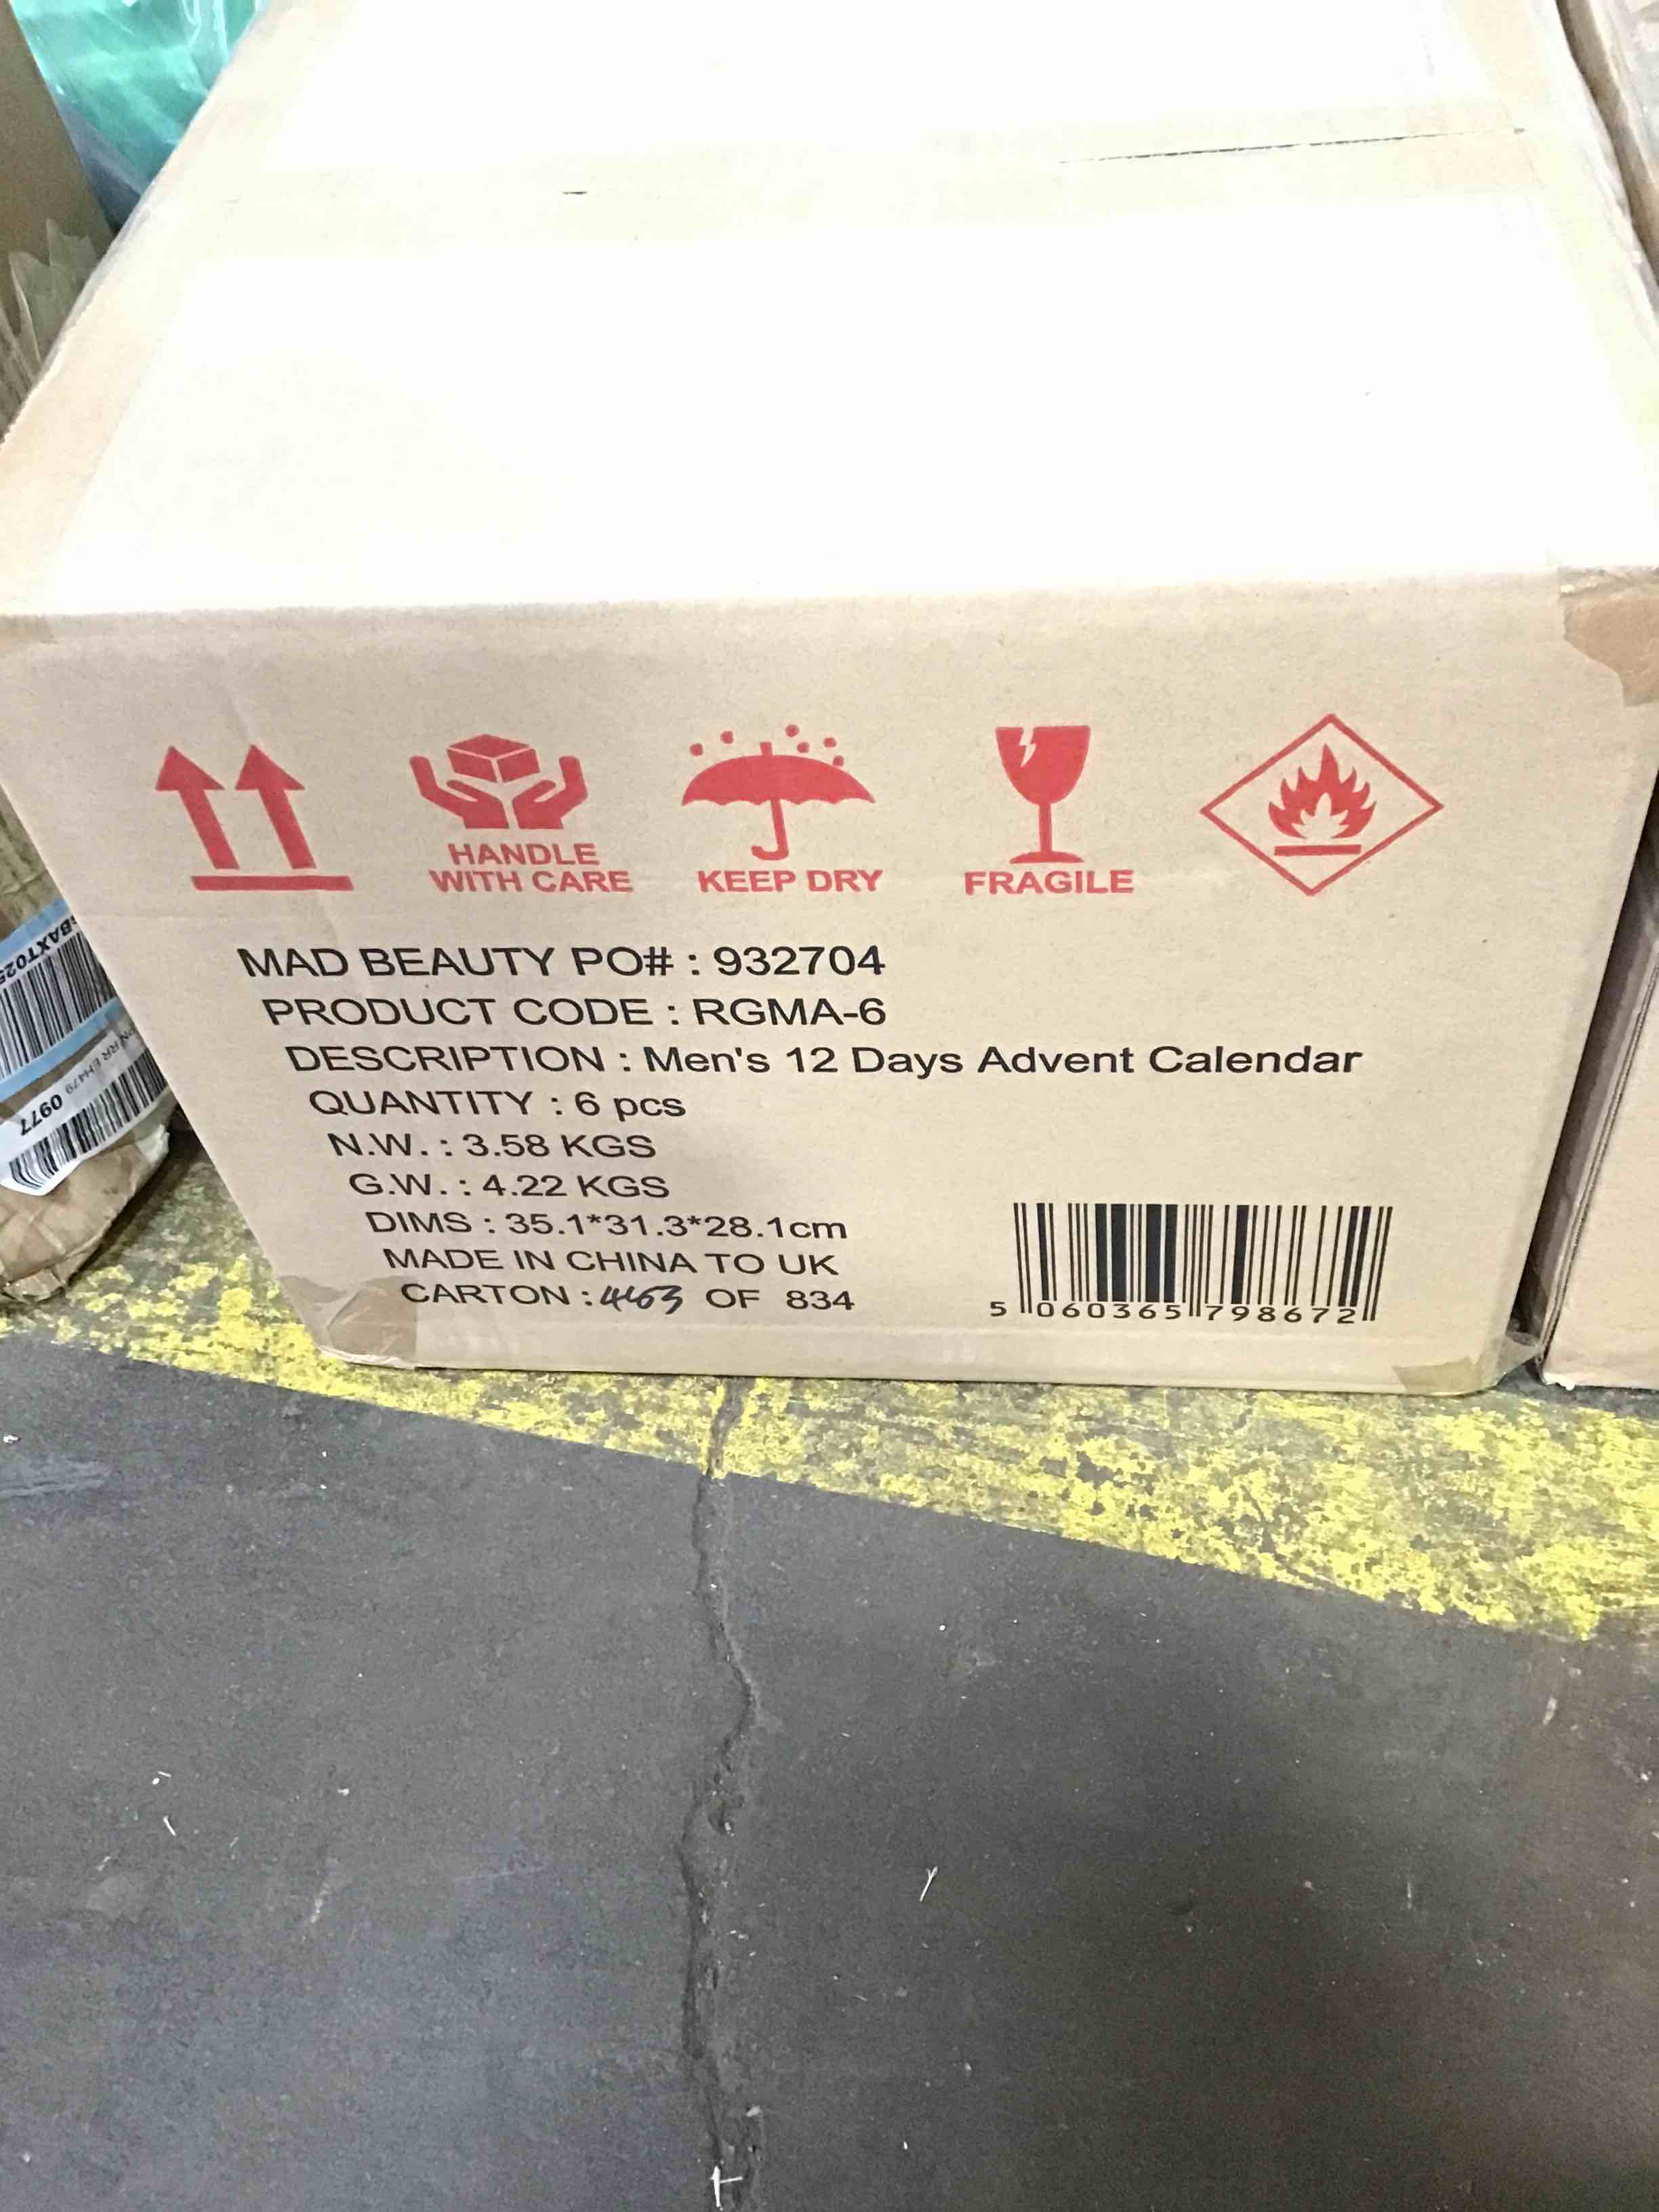 HANDLE
WITH CARE
KEEP DRY
FRAGILE
MAD BEAUTY PO# : 932704
PRODUCT CODE : RGMA-6
DESCRIPTION : Men's 12 Days Advent Calendar
QUANTITY : 6 pcs
N.W. : 3.58 KGS
G.W. : 4.22 KGS
DIMS : 35.1*31.3*28.1cm
MADE IN CHINA TO UK
CARTON : OF 834
5 060365 798672
0977